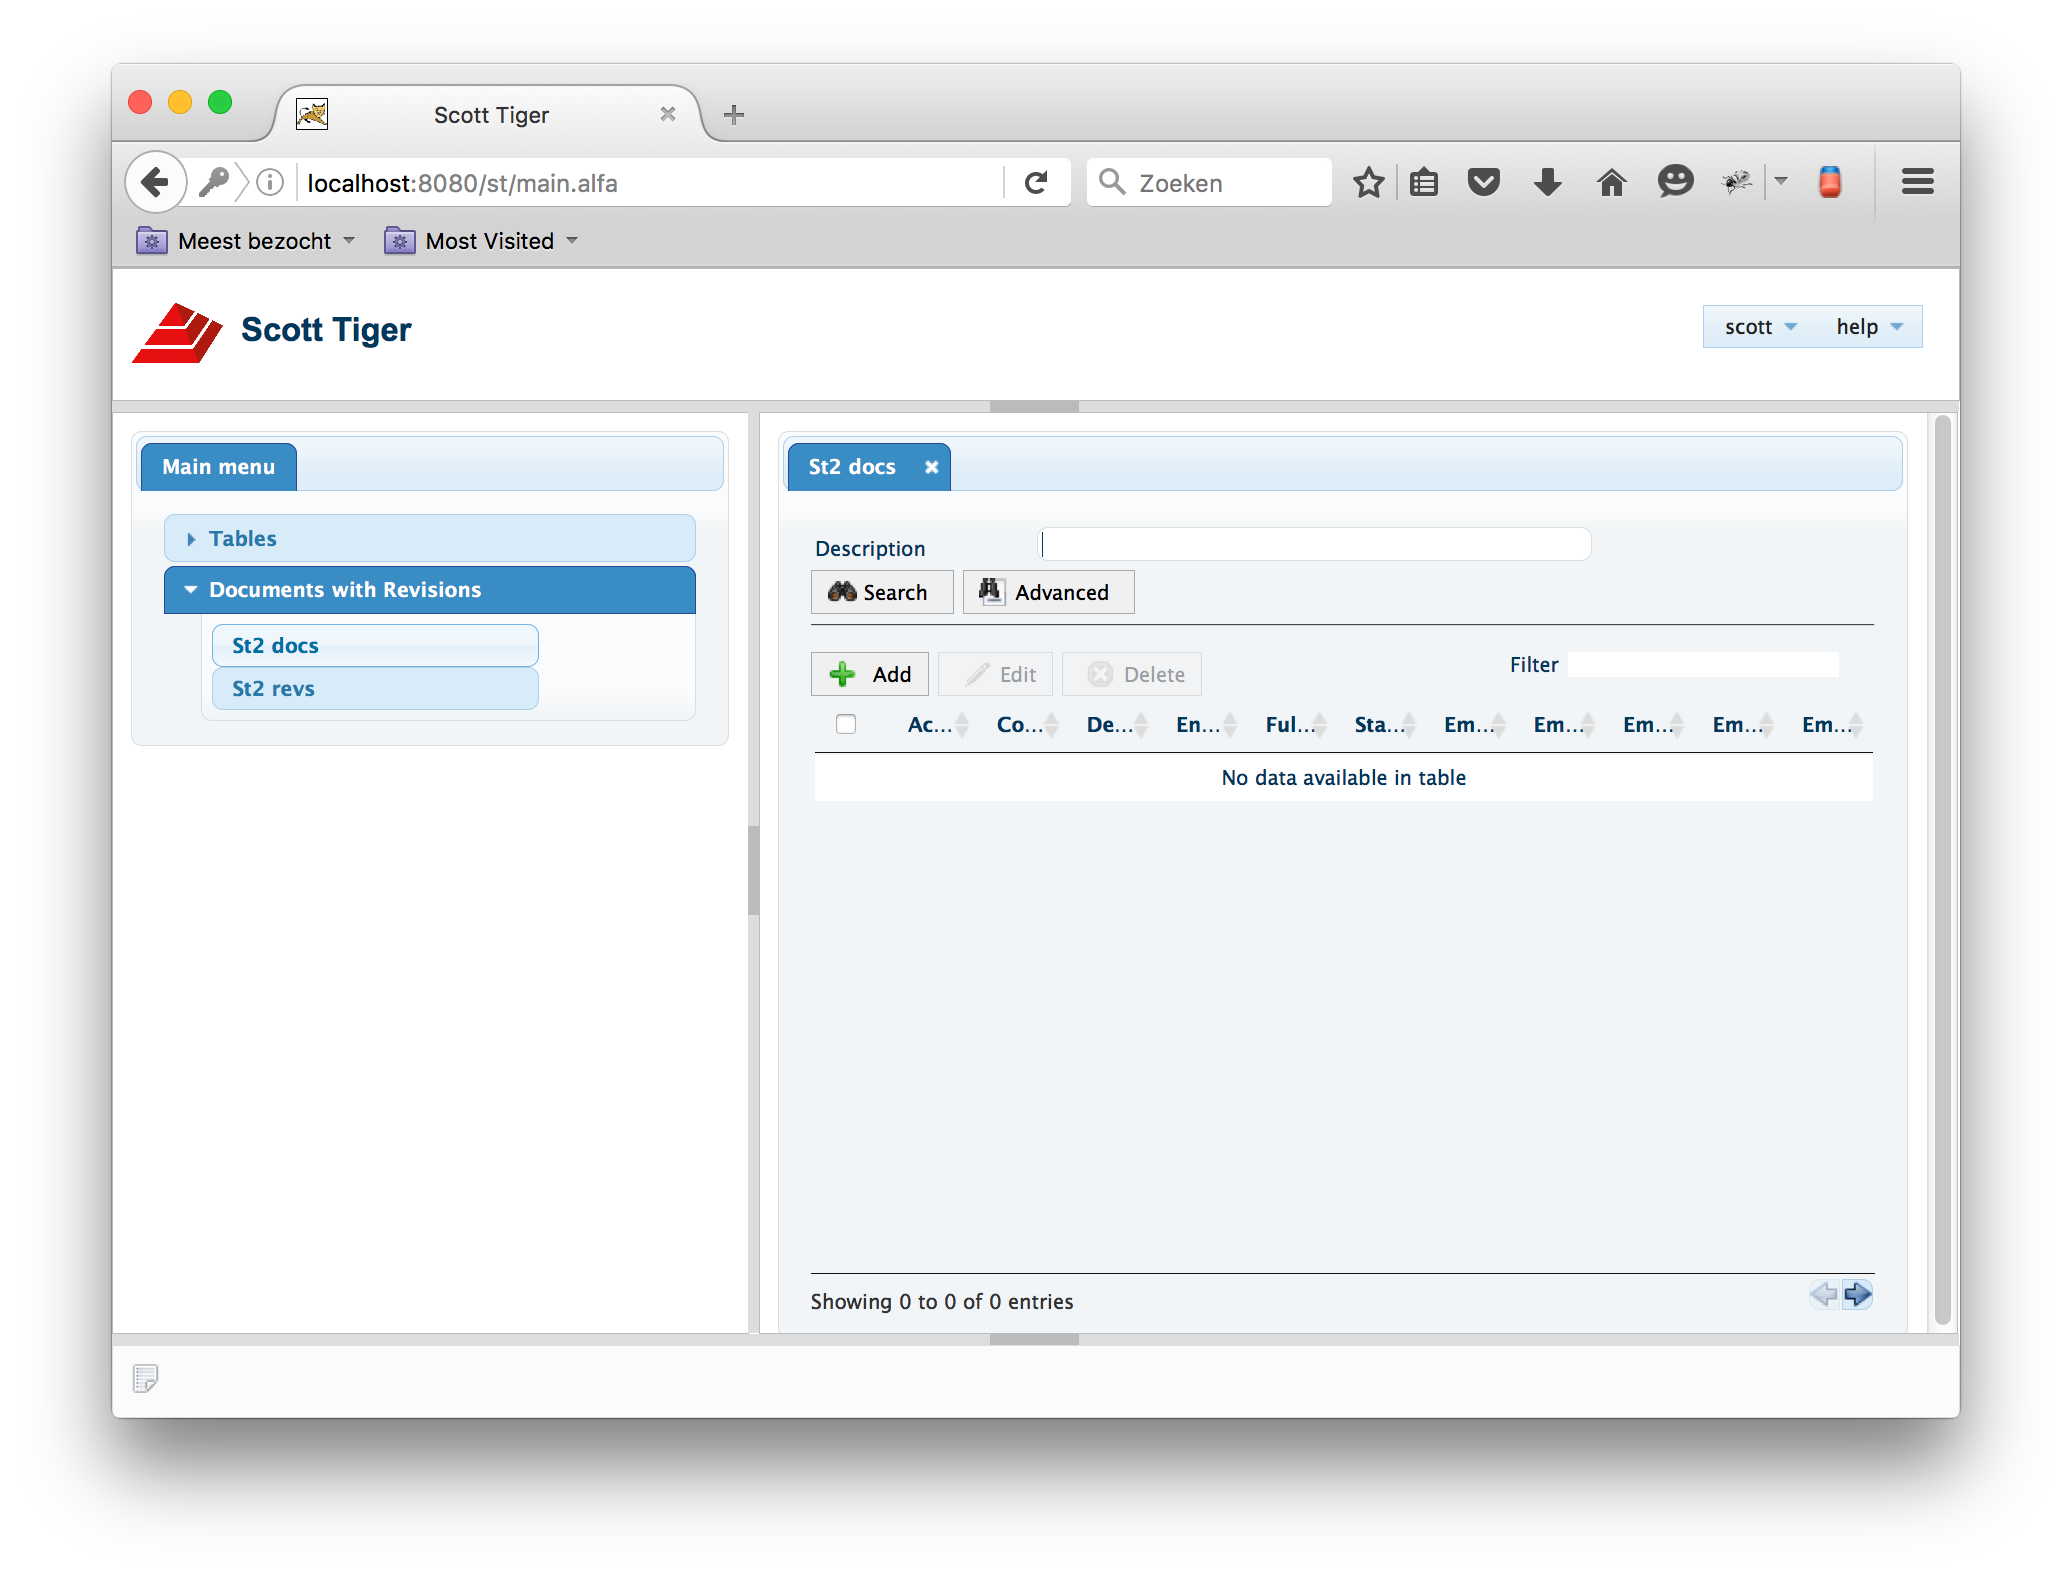 Scott Tiger
localhost:8080/st/main.alfa
Zoeken
Meest bezocht
Most Visited
Scott Tiger
scott
help
Main menu
Tables
Documents with Revisions
St2 docs
St2 revs
St2 docs
Description
Search
Advanced
Add
Edit
Delete
Filter
Ac... Co... De... En... Ful... Sta... Em... Em... Em... Em... Em...
No data available in table
Showing 0 to 0 of 0 entries